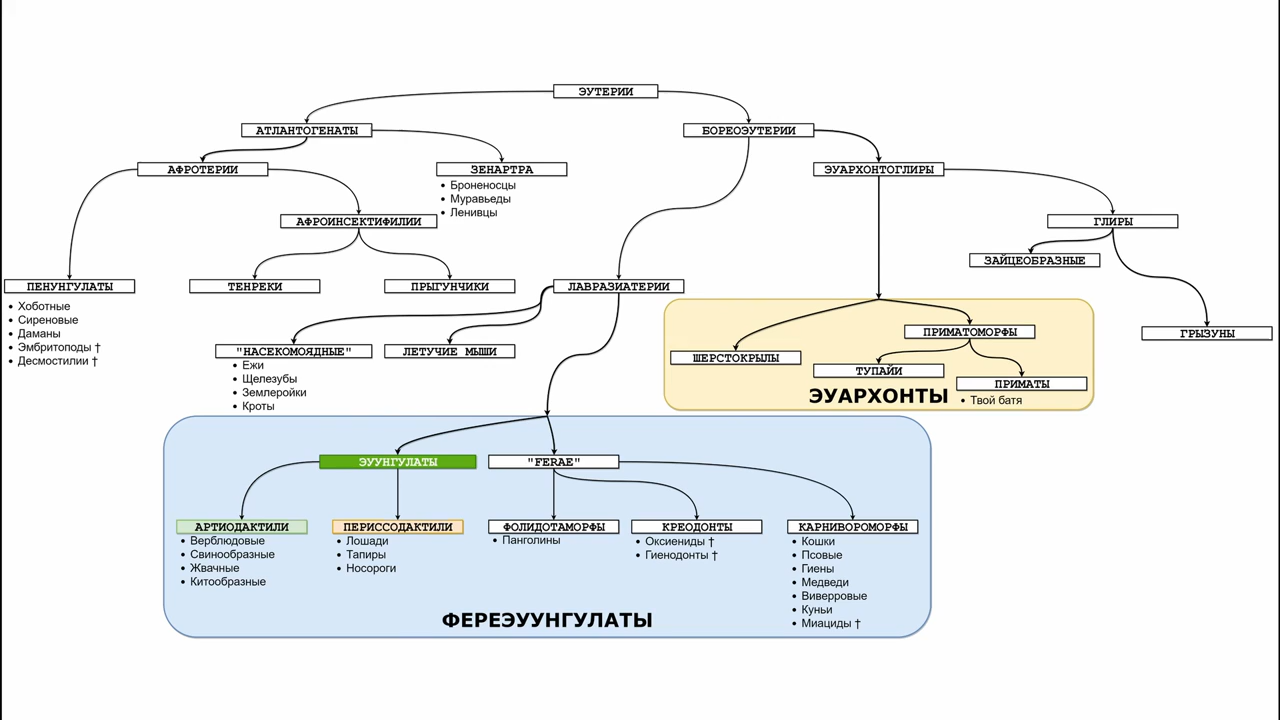 ЭУТЕРИИ
АТЛАНТОГЕНАТЫ
БОРЕОЭУТЕРИИ
АФРОТЕРИИ
ЗЕНАРТРА
• Броненосцы
• Муравьеды
• Ленивцы
ЭУАРХОНТОГЛИРЫ
АФРОИНСЕКТИФИЛИИ
ГЛИРЫ
ЗАЙЦЕОБРАЗНЫЕ
ПЕНУНГУЛАТЫ
• Хоботные
• Сиреновые
• Даманы
• Эмбритоподы †
• Десмостилии †
ТЕНРЕКИ
ПРЫГУНЧИКИ
ЛАВРАЗИАТЕРИИ
"НАСЕКОМОЯДНЫЕ"
• Ежи
• Щелезубы
• Землеройки
• Кроты
ЛЕТУЧИЕ МЫШИ
ПРИМАТОМОРФЫ
ГРЫЗУНЫ
ШЕРСТОКРЫЛЫ
ТУПАЙИ
ПРИМАТЫ
• Твой батя
ЭУАРХОНТЫ
ЭУУНГУЛАТЫ
"FERAE"
АРТИОДАКТИЛИ
• Верблюдовые
• Свинообразные
• Жвачные
• Китообразные
ПЕРИССОДАКТИЛИ
• Лошади
• Тапиры
• Носороги
ФОЛИДОТАМОРФЫ
• Панголины
КРЕОДОНТЫ
• Оксиениды †
• Гиенодонты †
КАРНИВОРОМОРФЫ
• Кошки
• Псовые
• Гиены
• Медведи
• Виверровые
• Куньи
• Миациды †
ФЕРЕЭУУНГУЛАТЫ